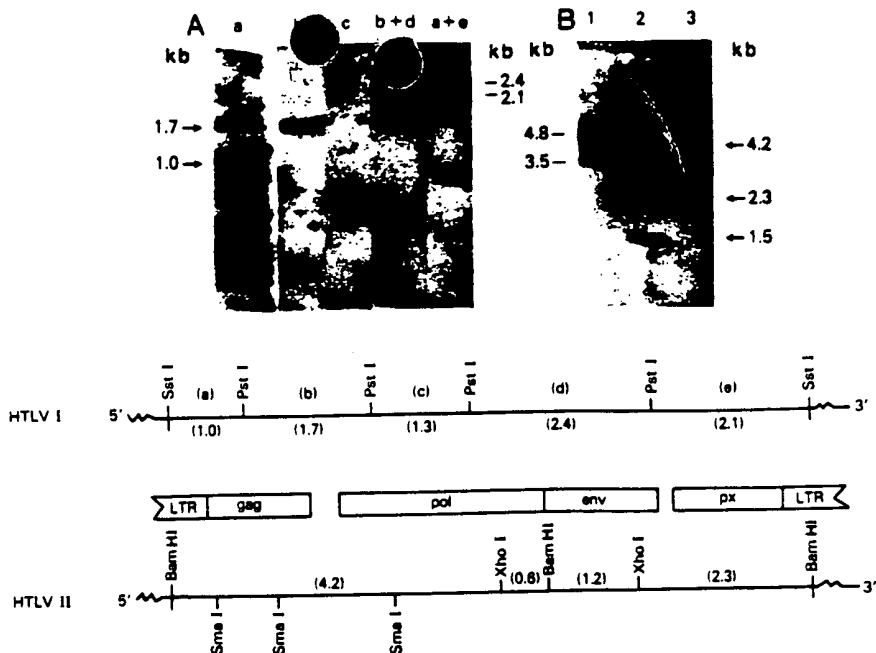 A a c b + d a + e
kb kb
2.4
2.1
1.7
1.0
B 1 2 3
kb kb
4.8
3.5
4.2
2.3
1.5
Sst I (a) Pst I (b) Pst I (c) Pst I (d) Pst I (e) Sst I
HTLV I 5' 3'
(1.0) (1.7) (1.3) (2.4) (2.1)
LTR gag pol env px LTR
Bam HI Xho I Bam HI Xho I Bam HI
(4.2) (0.6) (1.2) (2.3)
HTLV II 5' 3'
Sma I Sma I Sma I